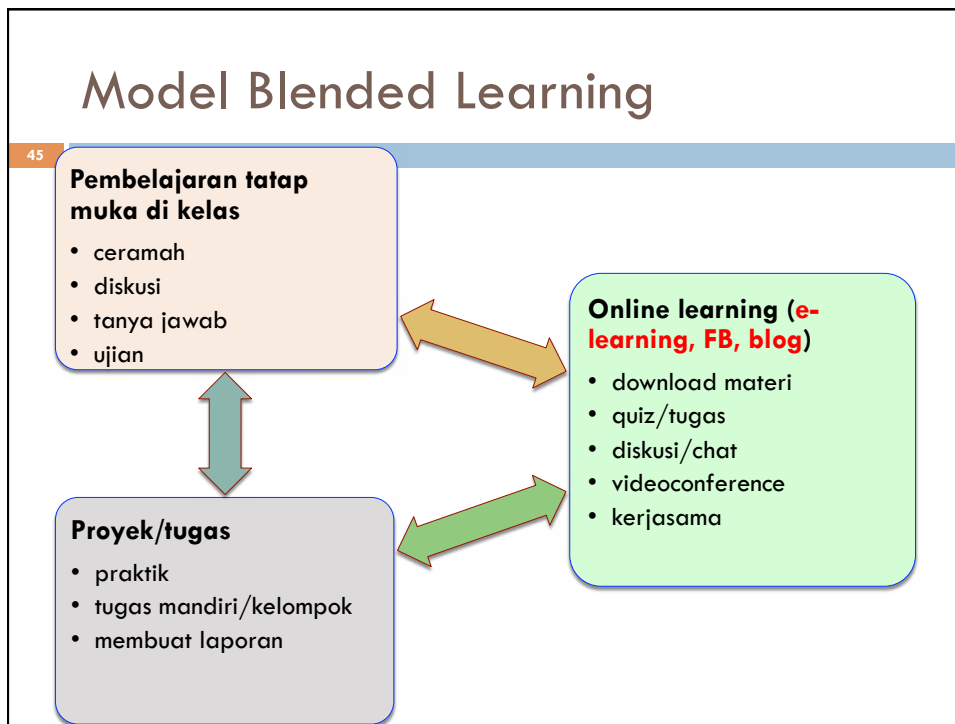 Model Blended Learning
45
Pembelajaran tatap
muka di kelas
• ceramah
• diskusi
• tanya jawab
• ujian
Online learning (e-
learning, FB, blog)
• download materi
• quiz/tugas
• diskusi/chat
• videoconference
• kerjasama
Proyek/tugas
• praktik
• tugas mandiri/kelompok
• membuat laporan